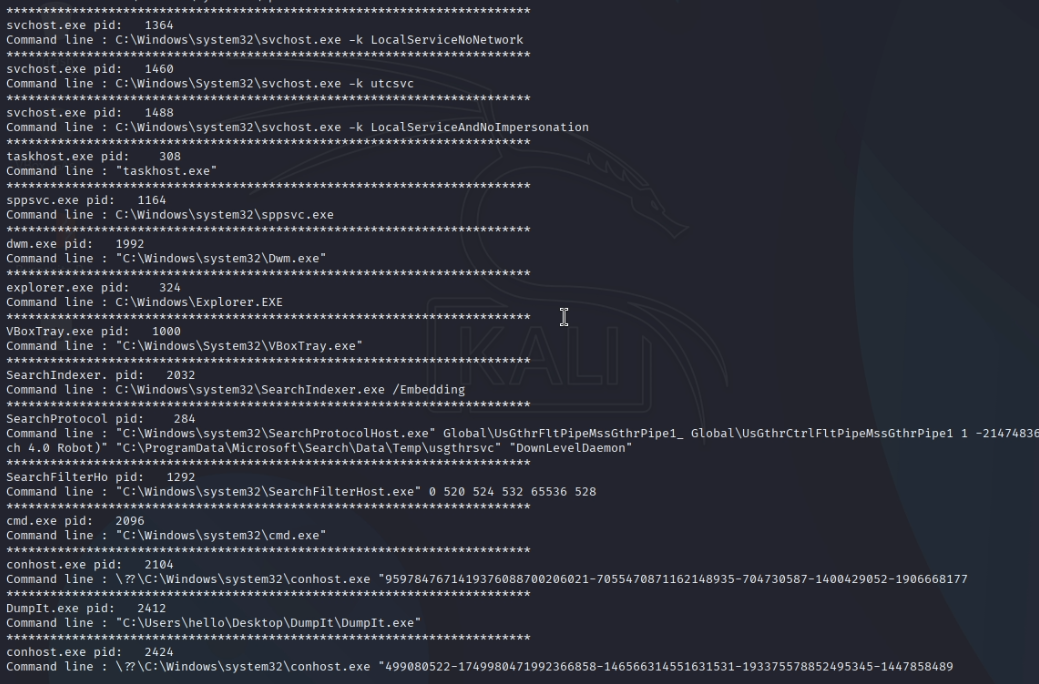 ************************************************************************
svchost.exe pid:   1364
Command line : C:\Windows\system32\svchost.exe -k LocalServiceNoNetwork
************************************************************************
svchost.exe pid:   1460
Command line : C:\Windows\System32\svchost.exe -k utcsvc
************************************************************************
svchost.exe pid:   1488
Command line : C:\Windows\system32\svchost.exe -k LocalServiceAndNoImpersonation
************************************************************************
taskhost.exe pid:    308
Command line : "taskhost.exe"
************************************************************************
sppsvc.exe pid:   1164
Command line : C:\Windows\system32\sppsvc.exe
************************************************************************
dwm.exe pid:   1992
Command line : "C:\Windows\system32\Dwm.exe"
************************************************************************
explorer.exe pid:    324
Command line : C:\Windows\Explorer.EXE
************************************************************************
VBoxTray.exe pid:   1000
Command line : "C:\Windows\System\VBoxTray.exe"
************************************************************************
SearchIndexer. pid:   2032
Command line : C:\Windows\system32\SearchIndexer.exe /Embedding
************************************************************************
SearchProtocol pid:    284
Command line : "C:\Windows\system32\SearchProtocolHost.exe" Global\UsGthrFltPipeMssGthrPipe1_ Global\UsGthrCtrlFltPipeMssGthrPipe1 1 -21474836
ch 4.0 Robot)" "C:\ProgramData\Microsoft\Search\Data\Temp\usgthrsvc" "DownLevelDaemon"
************************************************************************
SearchFilterHo pid:   1292
Command line : "C:\Windows\system32\SearchFilterHost.exe" 0 520 524 532 65536 528
************************************************************************
cmd.exe pid:   2096
Command line : "C:\Windows\system32\cmd.exe"
************************************************************************
conhost.exe pid:   2104
Command line : \??\C:\Windows\system32\conhost.exe "9597847671419376088700206021-7055470871162148935-704730587-1400429052-1906668177
************************************************************************
DumpIt.exe pid:   2412
Command line : "C:\Users\hello\Desktop\DumpIt\DumpIt.exe"
************************************************************************
conhost.exe pid:   2424
Command line : \??\C:\Windows\system32\conhost.exe "499080522-1749980471992366858-146566314551631531-193375578852495345-1447858489
KALI